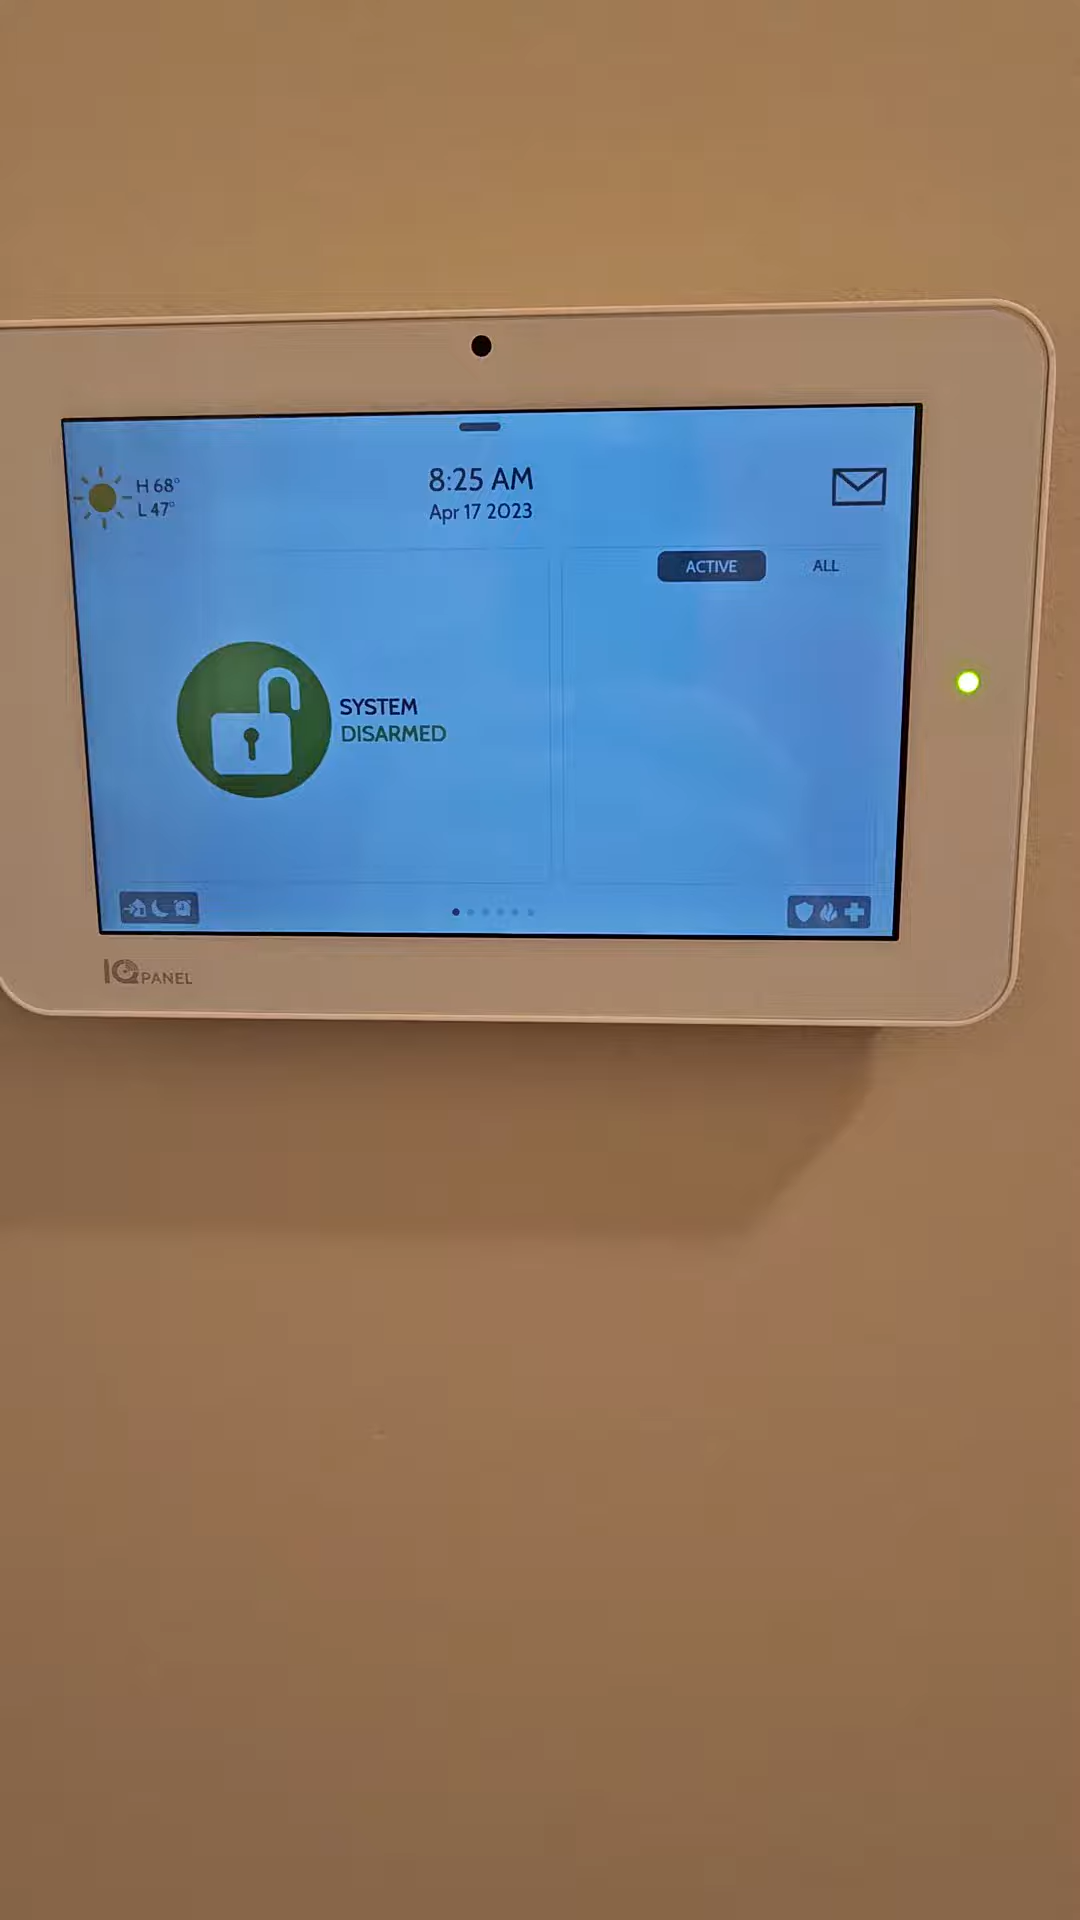 H 68°
L 47°
8:25 AM
Apr 17 2023
ACTIVE
ALL
SYSTEM
DISARMED
IQ PANEL